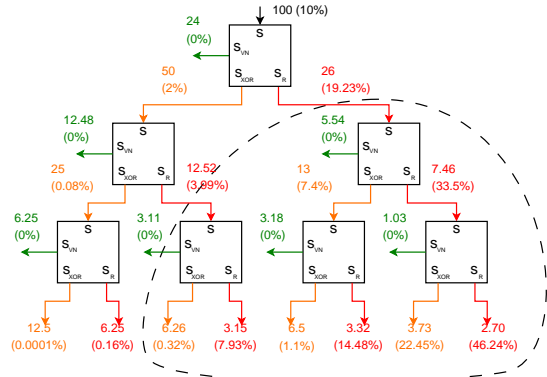 100 (10%)
24
(0%)
S
S_VN
S_XOR S_R
50
(2%)
26
(19.23%)
12.48
(0%)
S
S_VN
S_XOR S_R
5.54
(0%)
S
S_VN
S_XOR S_R
25
(0.08%)
12.52
(3.99%)
13
(7.4%)
7.46
(33.5%)
6.25
(0%)
S
S_VN
S_XOR S_R
3.11
(0%)
S
S_VN
S_XOR S_R
3.18
(0%)
S
S_VN
S_XOR S_R
1.03
(0%)
S
S_VN
S_XOR S_R
12.5
(0.0001%)
6.25
(0.16%)
6.26
(0.32%)
3.15
(7.93%)
6.5
(1.1%)
3.32
(14.48%)
3.73
(22.45%)
2.70
(46.24%)